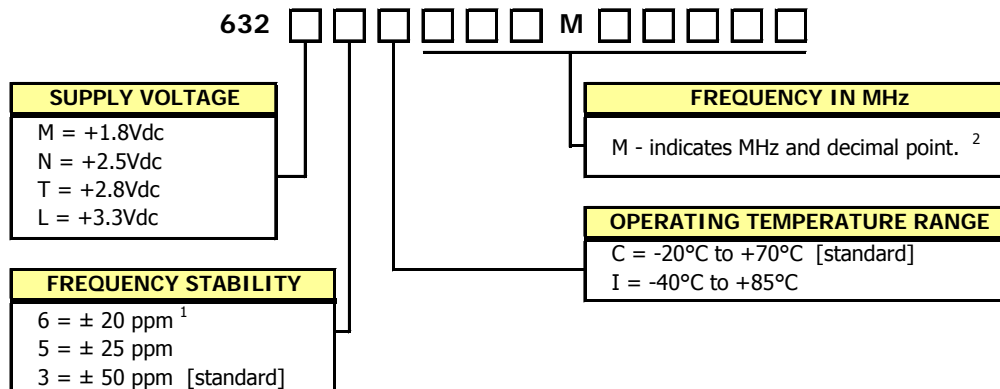 632 M
SUPPLY VOLTAGE
M = +1.8Vdc
N = +2.5Vdc
T = +2.8Vdc
L = +3.3Vdc
FREQUENCY IN MHz
M - indicates MHz and decimal point. 2
OPERATING TEMPERATURE RANGE
C = -20°C to +70°C [standard]
I = -40°C to +85°C
FREQUENCY STABILITY
6 = ± 20 ppm 1
5 = ± 25 ppm
3 = ± 50 ppm [standard]